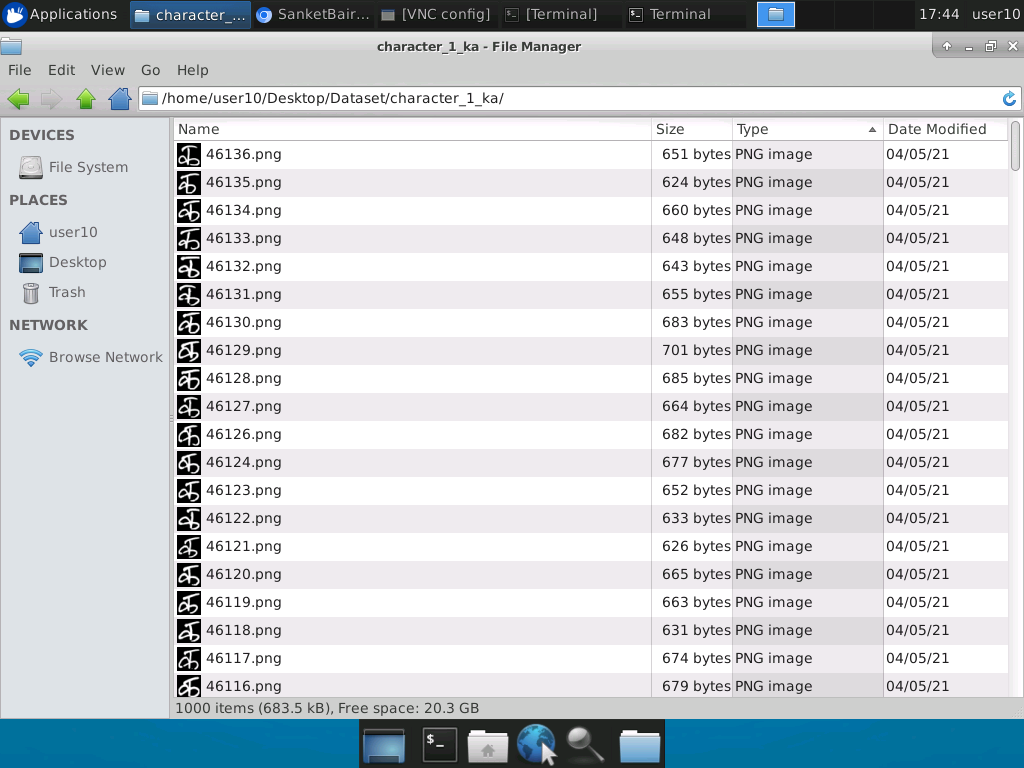 Applications character_... SanketBair... [VNC config] [Terminal] Terminal 17:44 user10
character_1_ka - File Manager
File Edit View Go Help
/home/user10/Desktop/Dataset/character_1_ka/
DEVICES
File System
PLACES
user10
Desktop
Trash
NETWORK
Browse Network
Name Size Type Date Modified
46136.png 651 bytes PNG image 04/05/21
46135.png 624 bytes PNG image 04/05/21
46134.png 660 bytes PNG image 04/05/21
46133.png 648 bytes PNG image 04/05/21
46132.png 643 bytes PNG image 04/05/21
46131.png 655 bytes PNG image 04/05/21
46130.png 683 bytes PNG image 04/05/21
46129.png 701 bytes PNG image 04/05/21
46128.png 685 bytes PNG image 04/05/21
46127.png 664 bytes PNG image 04/05/21
46126.png 682 bytes PNG image 04/05/21
46124.png 677 bytes PNG image 04/05/21
46123.png 652 bytes PNG image 04/05/21
46122.png 633 bytes PNG image 04/05/21
46121.png 626 bytes PNG image 04/05/21
46120.png 665 bytes PNG image 04/05/21
46119.png 663 bytes PNG image 04/05/21
46118.png 631 bytes PNG image 04/05/21
46117.png 674 bytes PNG image 04/05/21
46116.png 679 bytes PNG image 04/05/21
1000 items (683.5 kB), Free space: 20.3 GB